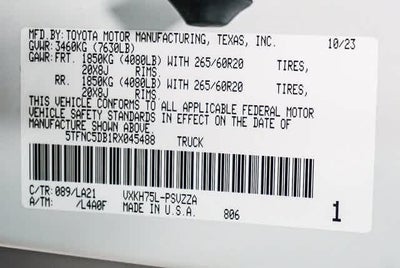 MFD.BY:TOYOTA MOTOR MANUFACTURING, TEXAS, INC. 10/23
GVWR:3460KG (7630LB)
GAWR:FRT. 1850KG (4080LB) WITH 265/60R20 TIRES,
20X8J RIMS.
RR. 1850KG (4080LB) WITH 265/60R20 TIRES,
20X8J RIMS.
THIS VEHICLE CONFORMS TO ALL APPLICABLE FEDERAL MOTOR
VEHICLE SAFETY STANDARDS IN EFFECT ON THE DATE OF
MANUFACTURE SHOWN ABOVE.
5TFNC5DB1RX045488 TRUCK
C/TR:089/LA21 VXKH75L-PSVZZA
A/TM: /L4A0F MADE IN U.S.A. 806 1